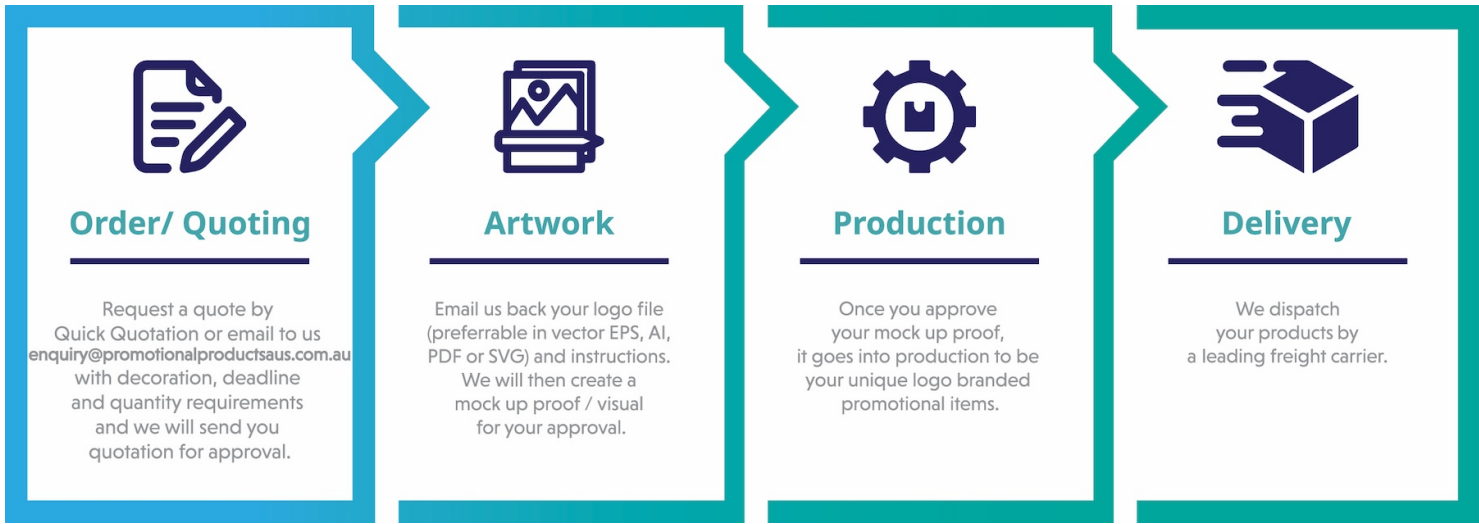 Order/ Quoting
Request a quote by
Quick Quotation or email to us
enquiry@promotionalproductsaus.com.au
with decoration, deadline
and quantity requirements
and we will send you
quotation for approval.
Artwork
Email us back your logo file
(preferrable in vector EPS, AI,
PDF or SVG) and instructions.
We will then create a
mock up proof / visual
for your approval.
Production
Once you approve
your mock up proof,
it goes into production to be
your unique logo branded
promotional items.
Delivery
We dispatch
your products by
a leading freight carrier.